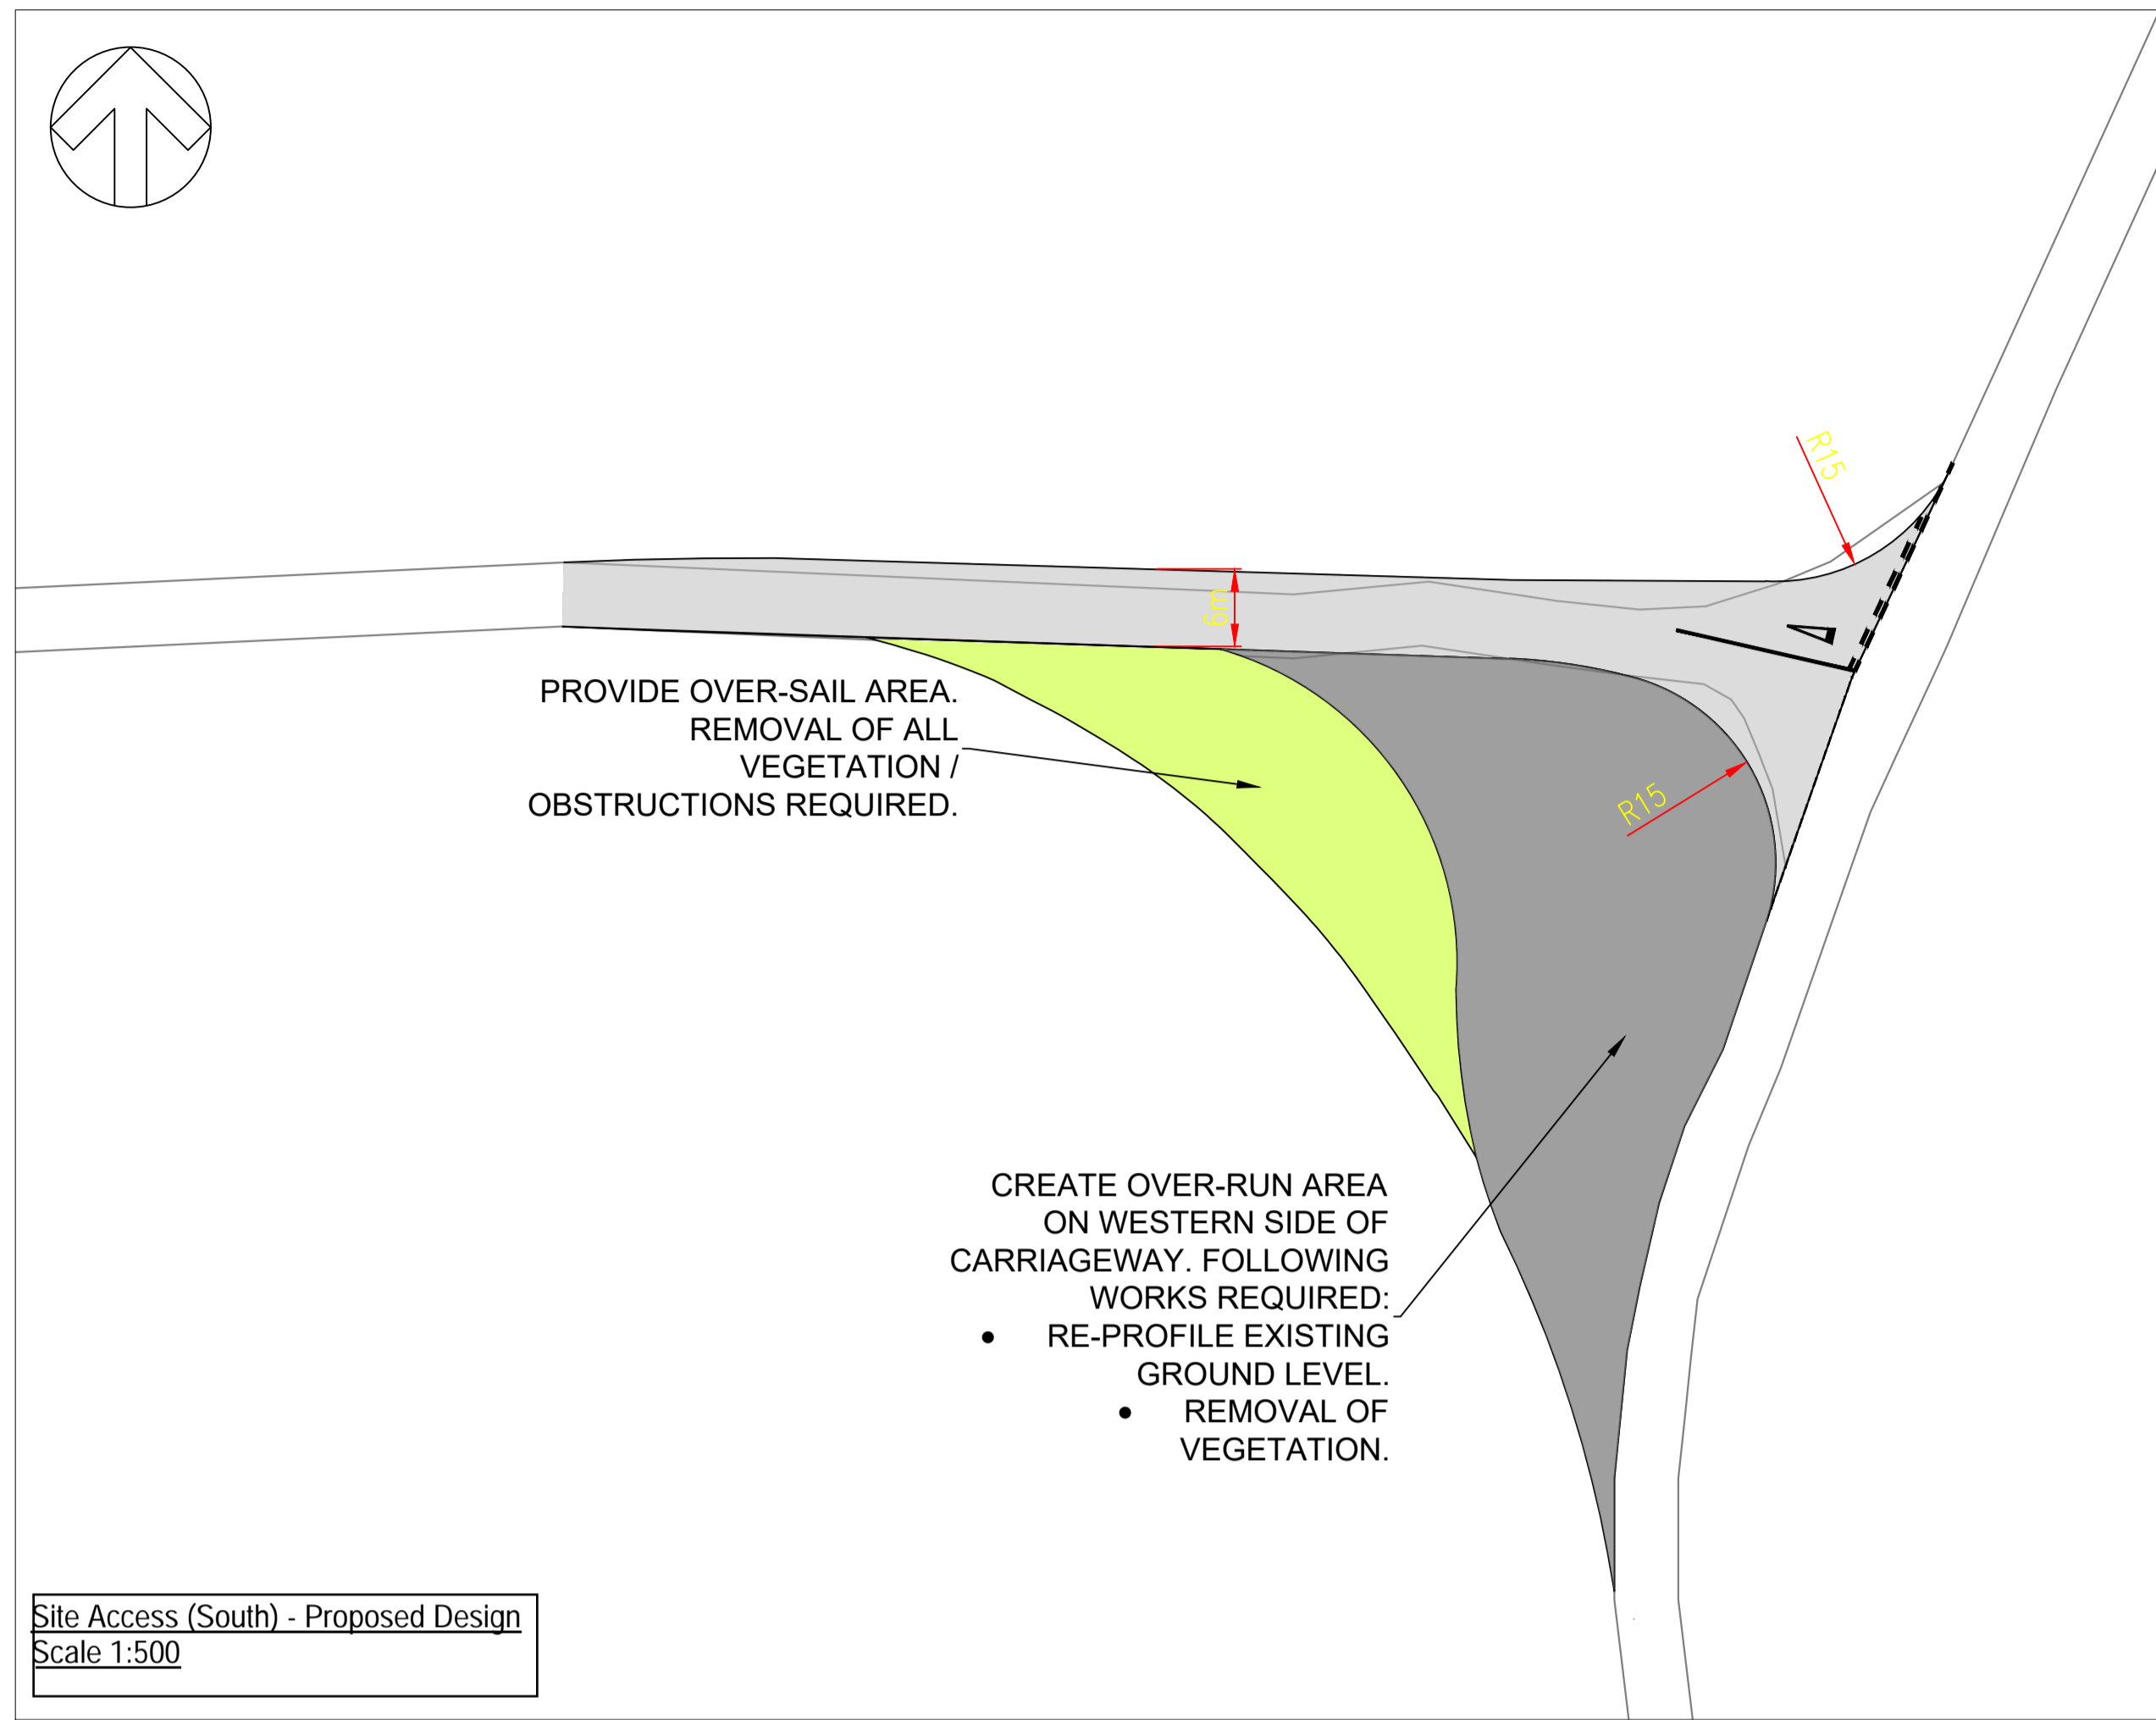 R15
6m
PROVIDE OVER-SAIL AREA.
REMOVAL OF ALL
VEGETATION /
OBSTRUCTIONS REQUIRED.
R15
CREATE OVER-RUN AREA
ON WESTERN SIDE OF
CARRIAGEWAY. FOLLOWING
WORKS REQUIRED:
• RE-PROFILE EXISTING
GROUND LEVEL.
• REMOVAL OF
VEGETATION.
Site Access (South) - Proposed Design
Scale 1:500